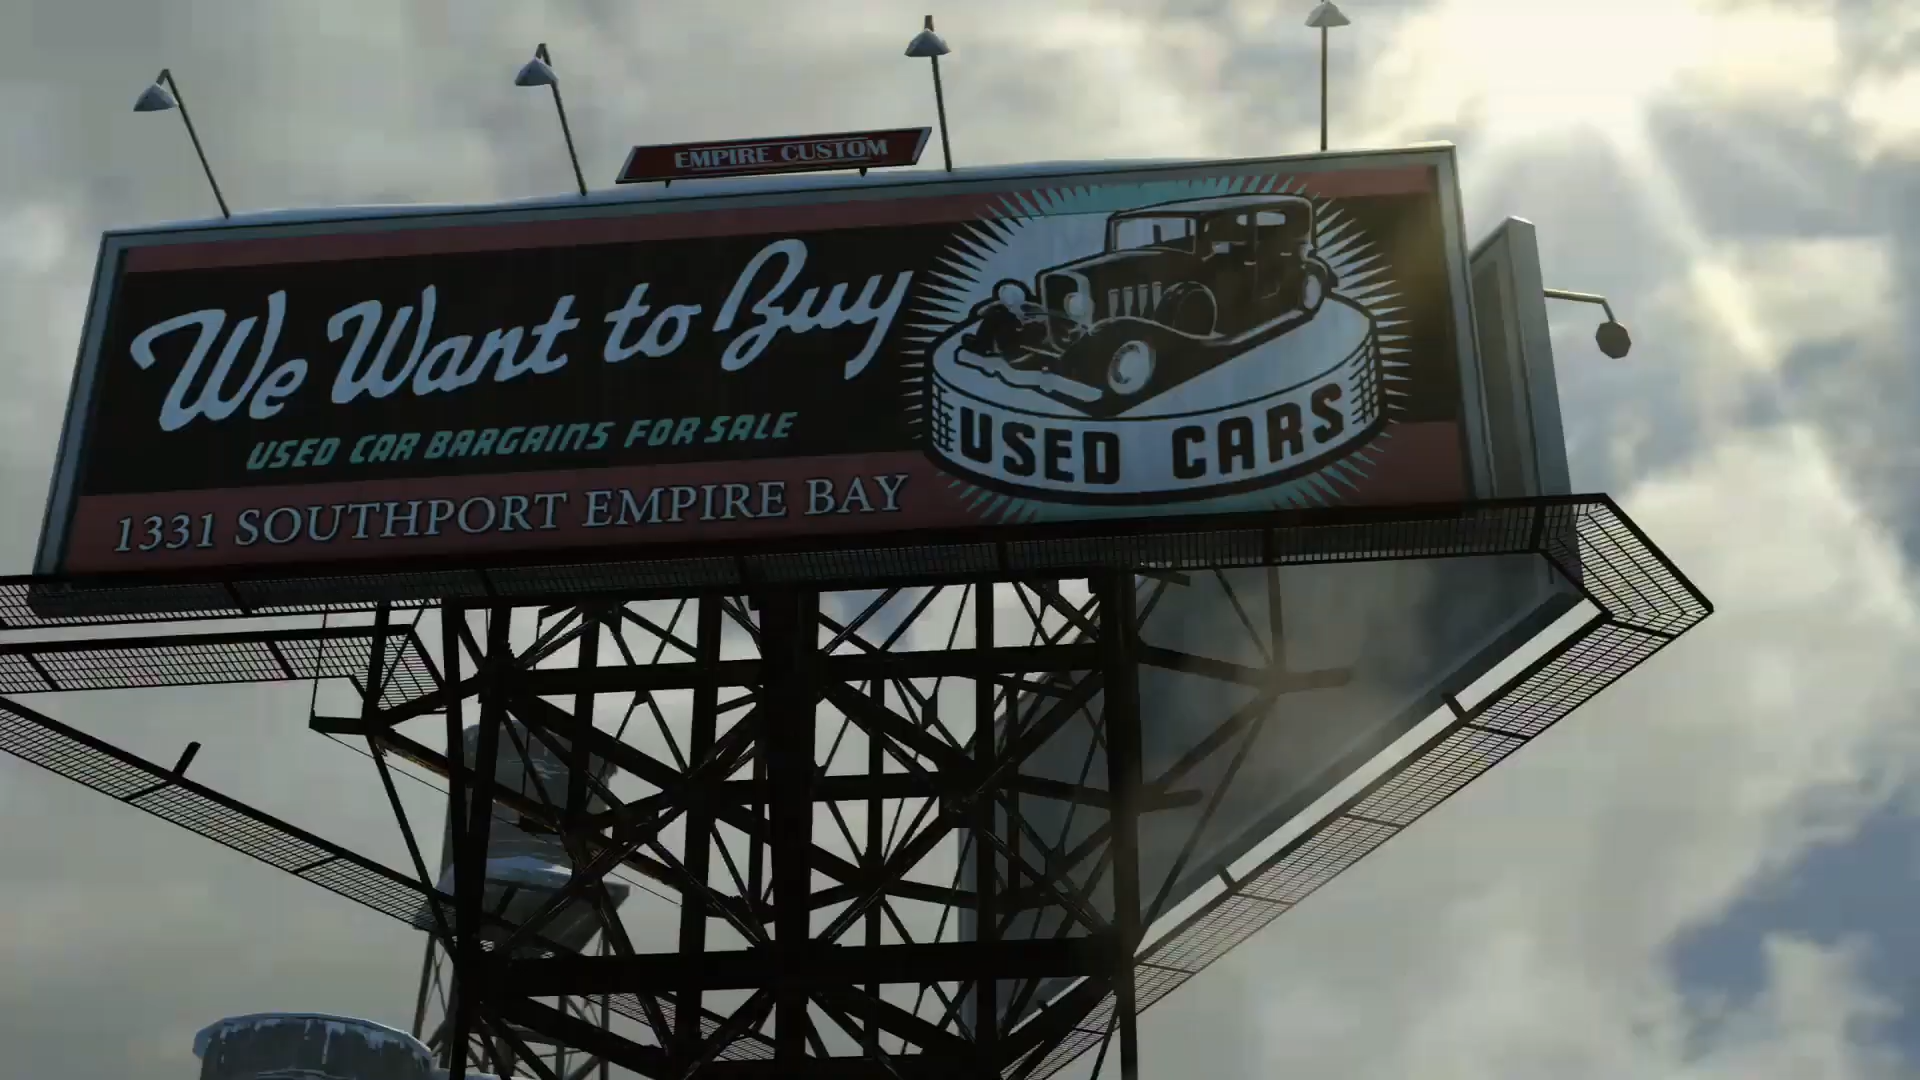 EMPIRE CUSTOM
We Want to Buy
USED CAR BARGAINS FOR SALE
1331 SOUTHPORT EMPIRE BAY
USED CARS